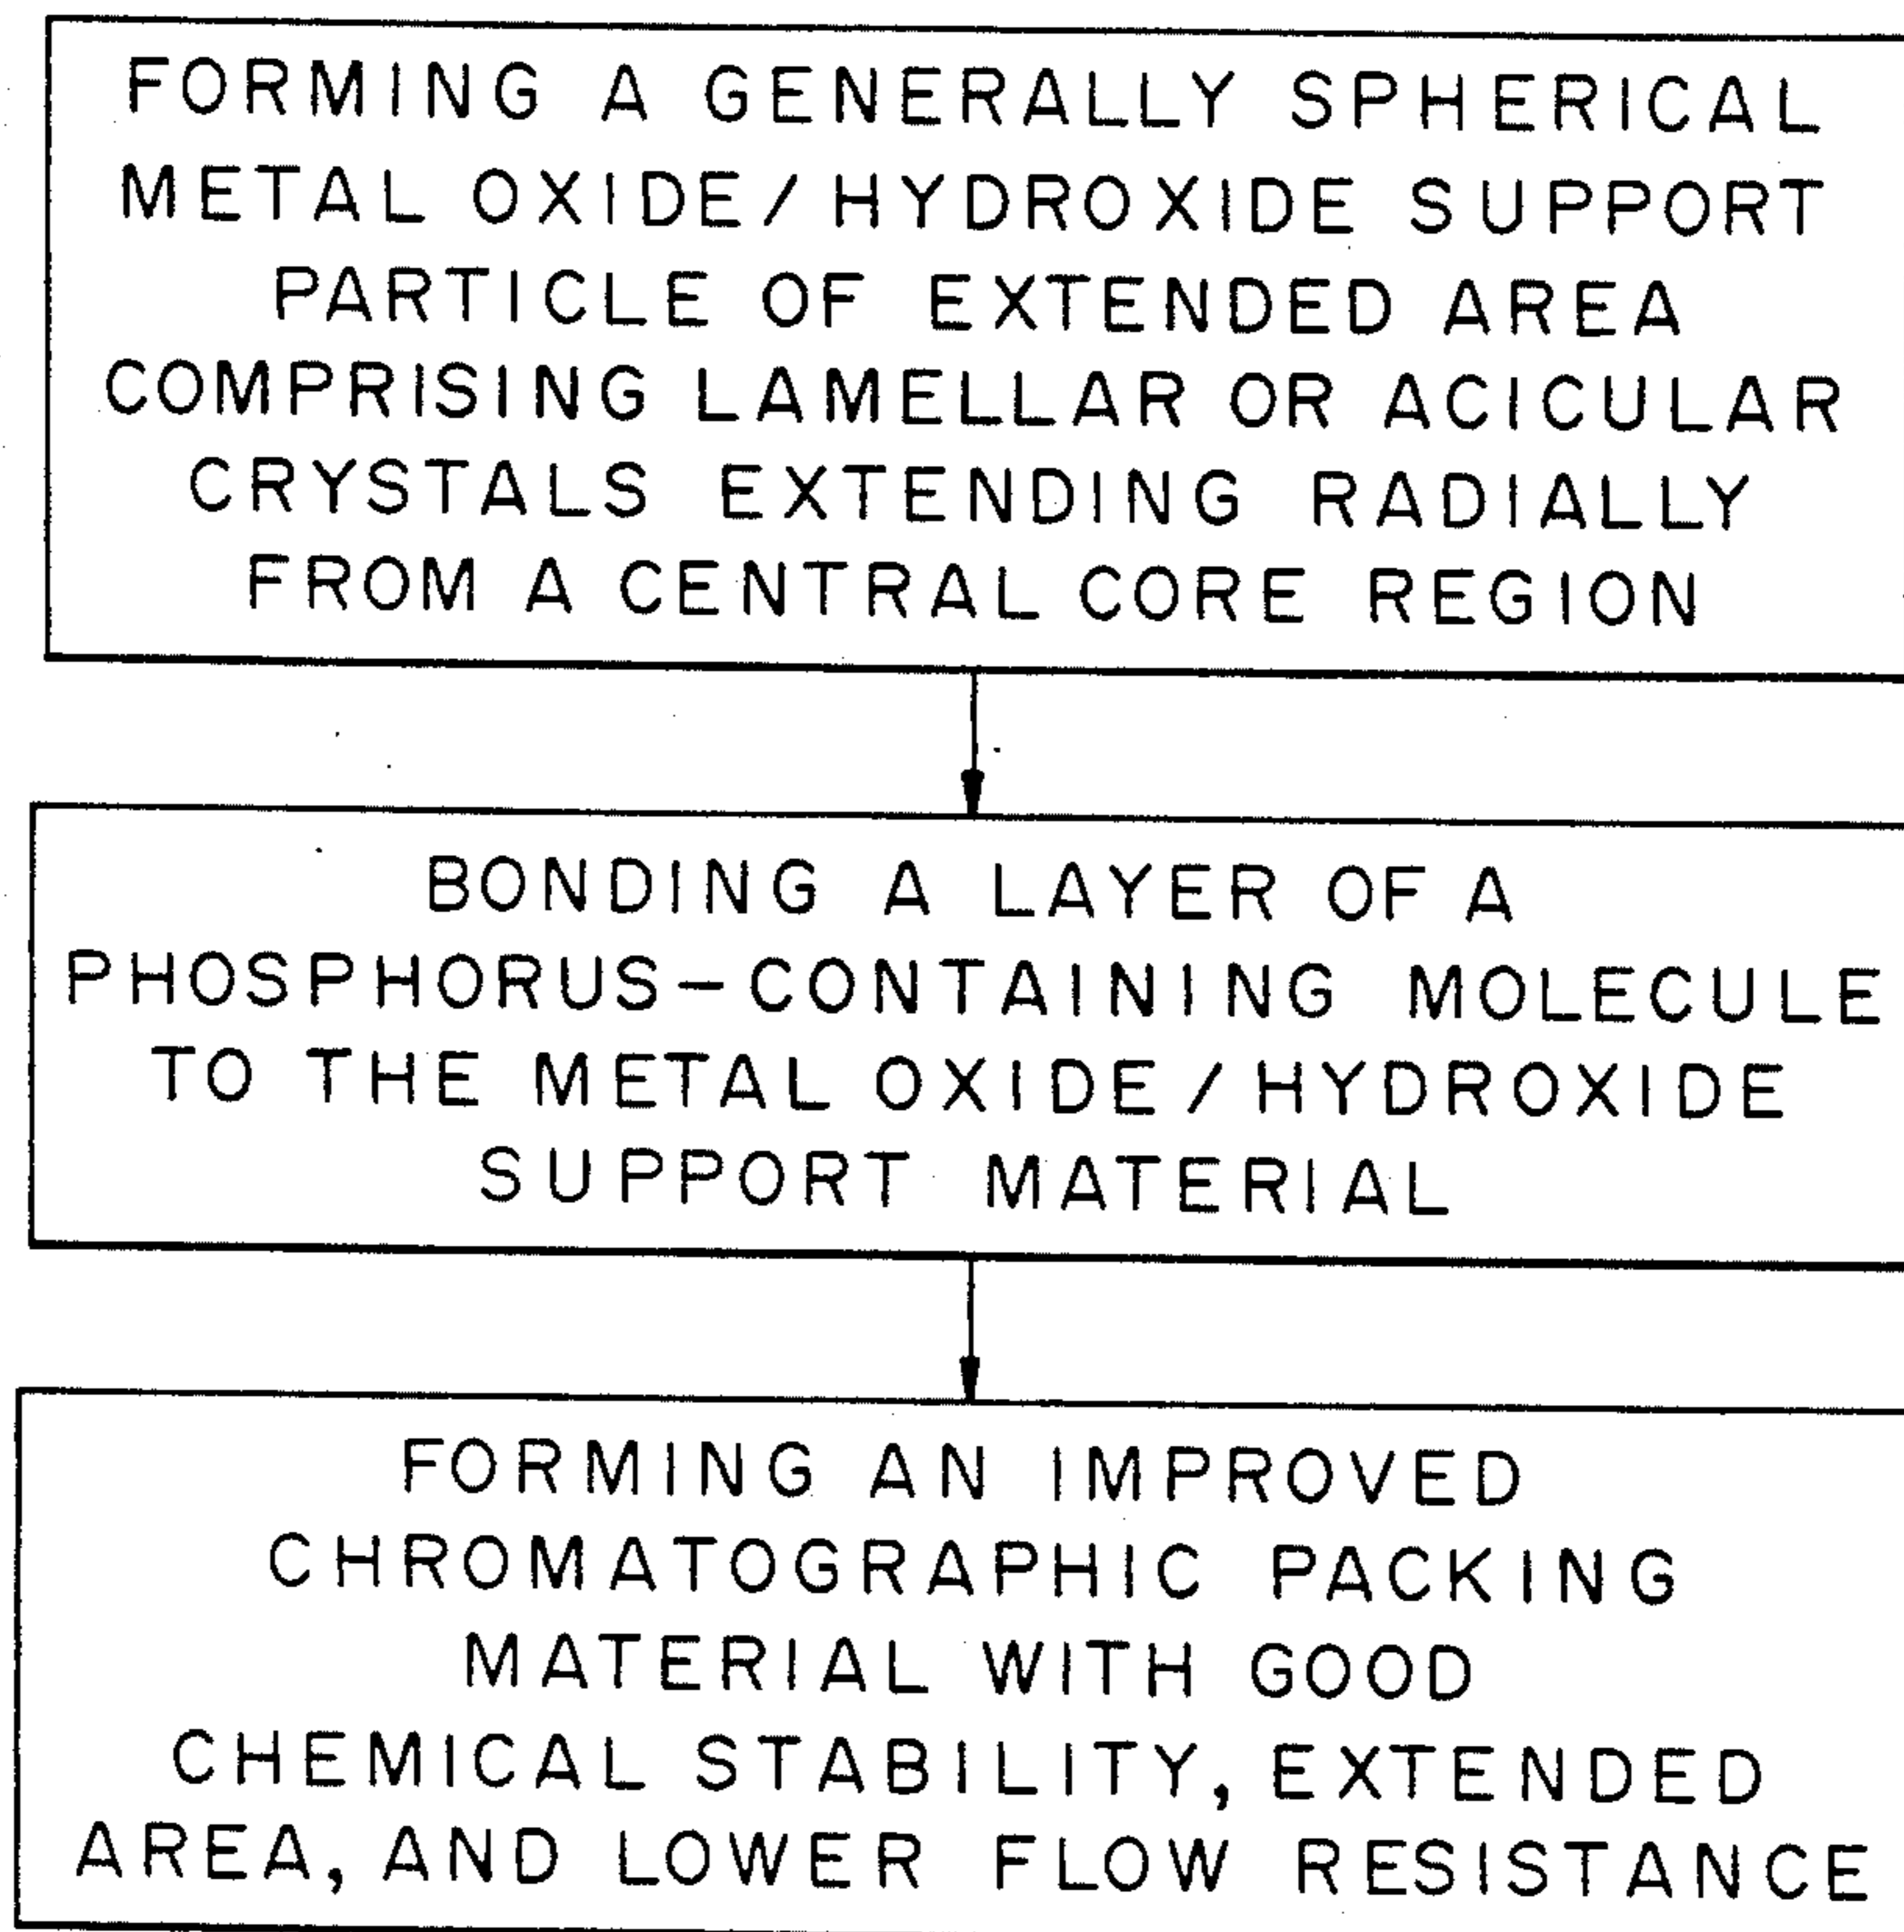 FORMING A GENERALLY SPHERICAL
METAL OXIDE/HYDROXIDE SUPPORT
PARTICLE OF EXTENDED AREA
COMPRISING LAMELLAR OR ACICULAR
CRYSTALS EXTENDING RADIALLY
FROM A CENTRAL CORE REGION
BONDING A LAYER OF A
PHOSPHORUS-CONTAINING MOLECULE
TO THE METAL OXIDE/HYDROXIDE
SUPPORT MATERIAL
FORMING AN IMPROVED
CHROMATOGRAPHIC PACKING
MATERIAL WITH GOOD
CHEMICAL STABILITY, EXTENDED
AREA, AND LOWER FLOW RESISTANCE